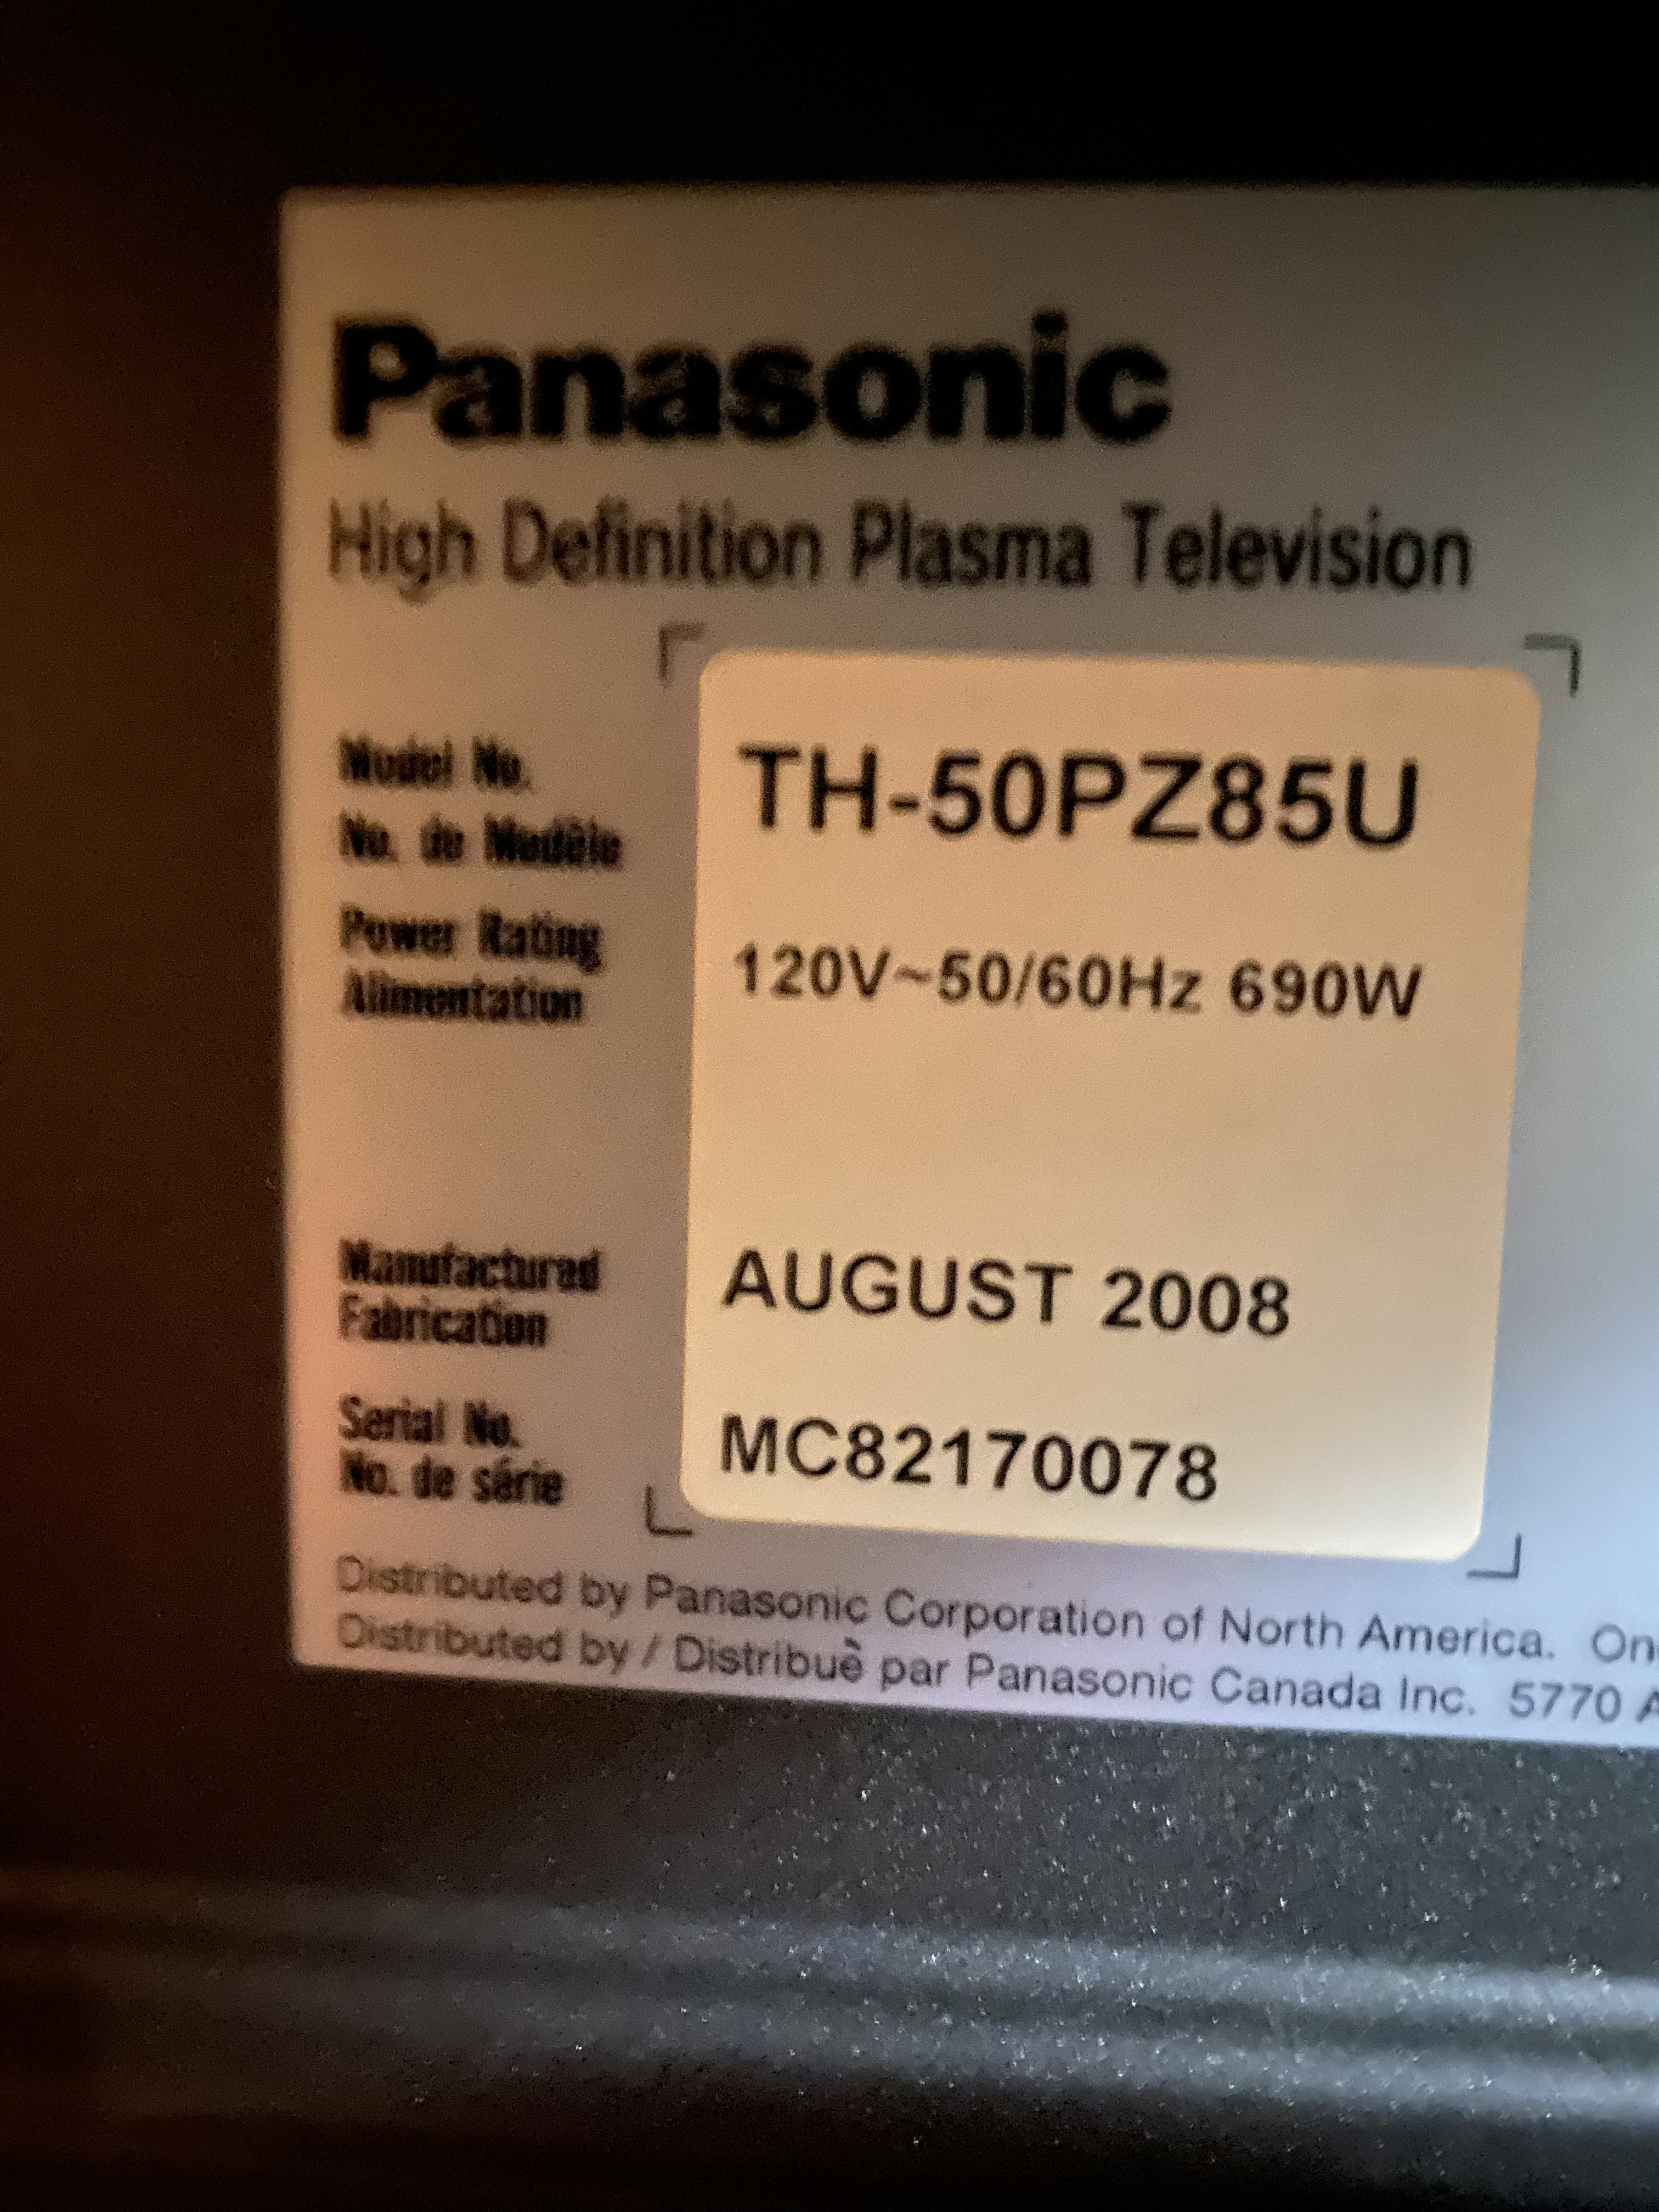 Panasonic
High Definition Plasma Television
Model No.
No. de Modèle
TH-50PZ85U
Power Rating
Alimentation
120V~50/60Hz 690W
Manufactured
Fabrication
AUGUST 2008
Serial No.
No. de série
MC82170078
Distributed by Panasonic Corporation of North America.
Distributed by / Distribuè par Panasonic Canada Inc. 5770